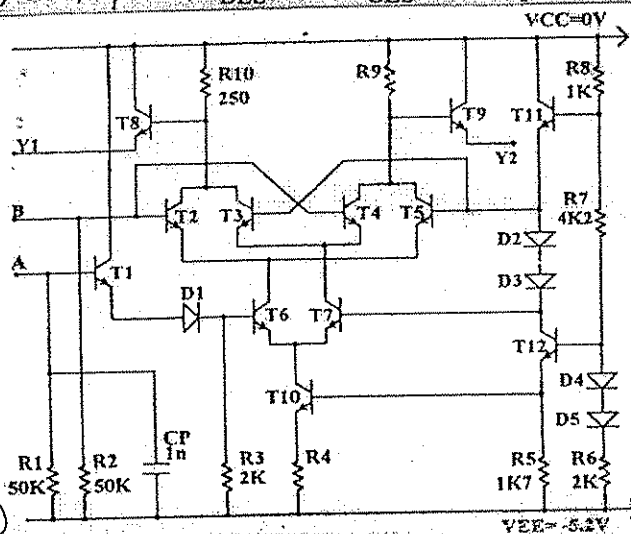 VCC=0V
R10
250
R9
R8
1K
T8
T9
T11
Y1
Y2
R7
4K2
B
T2
T3
T4
T5
D2
A
T1
D3
D1
T6
T7
T12
D4
T10
D5
CP
1n
R1
50K
R2
50K
R3
2K
R4
R5
1K7
R6
2K
VEE= -5.2V